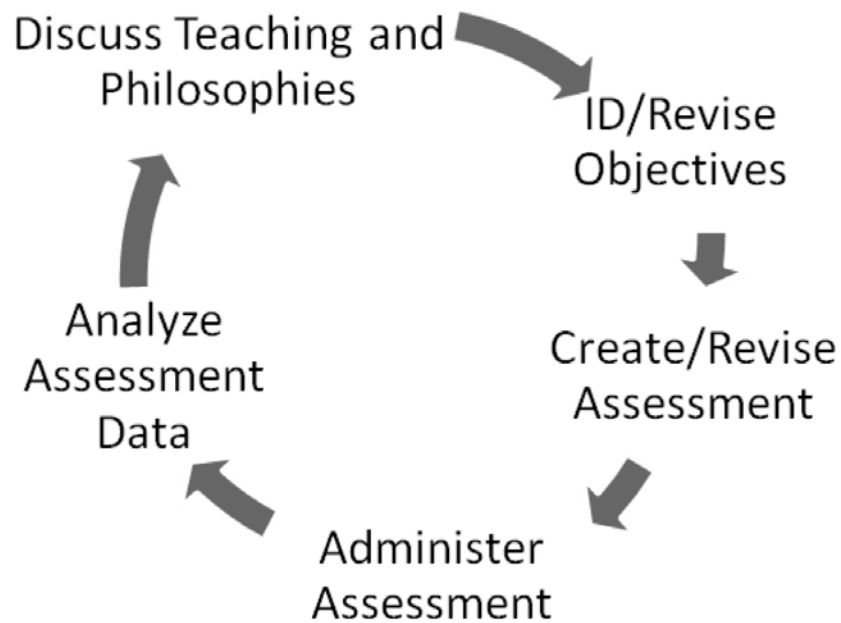 Discuss Teaching and
Philosophies
ID/Revise
Objectives
Create/Revise
Assessment
Administer
Assessment
Analyze
Assessment
Data